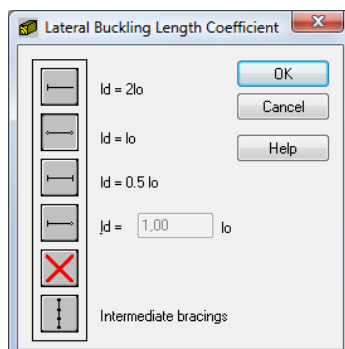 Lateral Buckling Length Coefficient
OK
ld = 2lo
Cancel
ld = lo
Help
ld = 0.5 lo
ld = 1,00 lo
Intermediate bracings